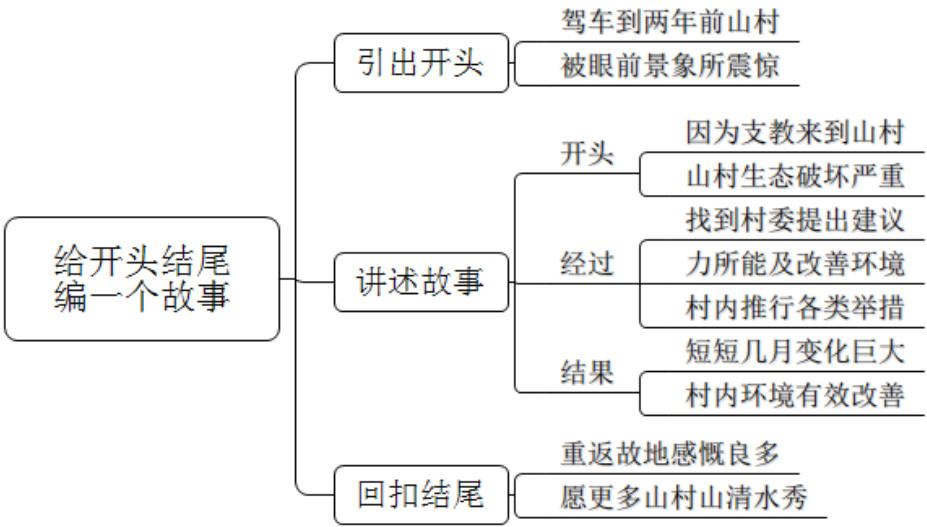 给开头结尾
编一个故事
引出开头
驾车到两年前山村
被眼前景象所震惊
讲述故事
开头
因为支教来到山村
山村生态破坏严重
经过
找到村委提出建议
力所能及改善环境
村内推行各类举措
结果
短短几月变化巨大
村内环境有效改善
回扣结尾
重返故地感慨良多
愿更多山村山清水秀